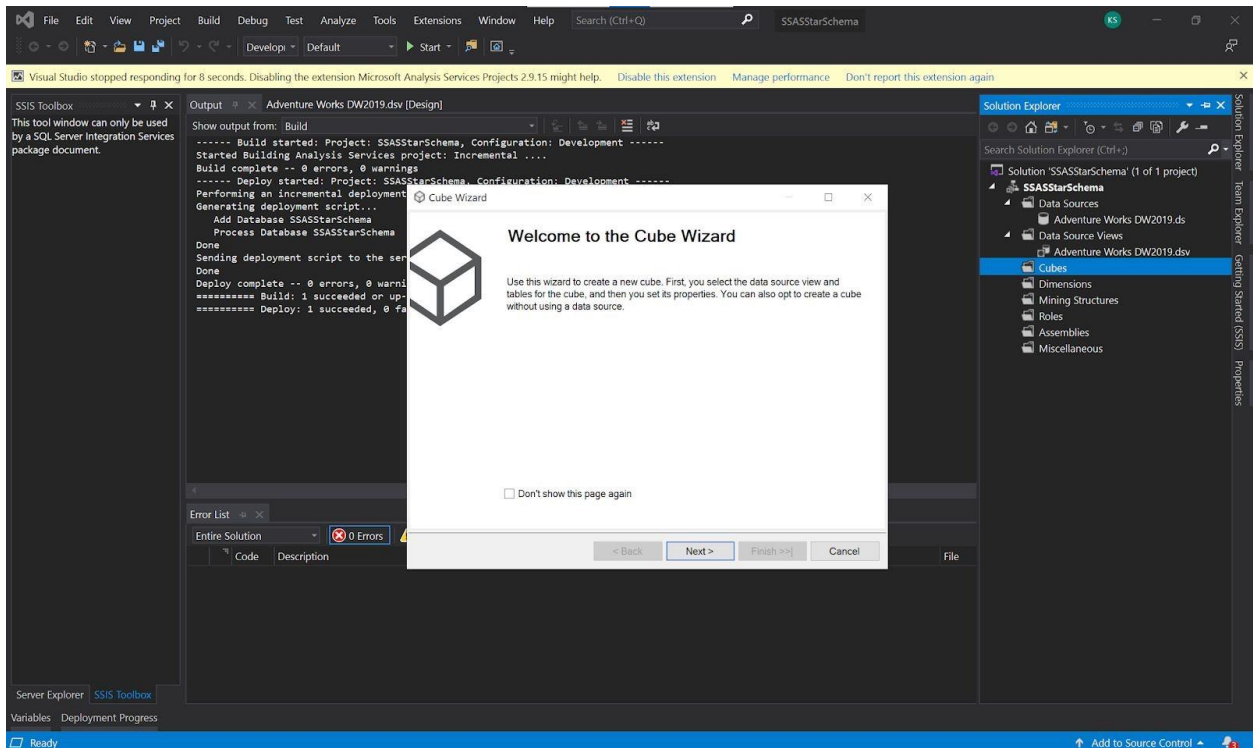 File Edit View Project Build Debug Test Analyze Tools Extensions Window Help Search (Ctrl+Q) SSASStarSchema KS
Developi Default Start
Visual Studio stopped responding for 8 seconds. Disabling the extension Microsoft Analysis Services Projects 2.9.15 might help. Disable this extension Manage performance Don't report this extension again
SSIS Toolbox
This tool window can only be used
by a SQL Server Integration Services
package document.
Output Adventure Works DW2019.dsv [Design]
Show output from: Build
------ Build started: Project: SSASStarSchema, Configuration: Development ------
Started Building Analysis Services project: Incremental ....
Build complete -- 0 errors, 0 warnings
------ Deploy started: Project: SSASStarSchema, Configuration: Development ------
Performing an incremental deployment
Generating deployment script...
Add Database SSASStarSchema
Process Database SSASStarSchema
Done
Sending deployment script to the ser
Done
Deploy complete -- 0 errors, 0 warni
========== Build: 1 succeeded or up-
========== Deploy: 1 succeeded, 0 fa
Cube Wizard
Welcome to the Cube Wizard
Use this wizard to create a new cube. First, you select the data source view and
tables for the cube, and then you set its properties. You can also opt to create a cube
without using a data source.
Don't show this page again
< Back Next > Finish >>| Cancel
Error List
Entire Solution 0 Errors
Code Description File
Solution Explorer
Search Solution Explorer (Ctrl+;)
Solution 'SSASStarSchema' (1 of 1 project)
SSASStarSchema
Data Sources
Adventure Works DW2019.ds
Data Source Views
Adventure Works DW2019.dsv
Cubes
Dimensions
Mining Structures
Roles
Assemblies
Miscellaneous
Solution Explorer
Team Explorer
Getting Started (SSIS)
Properties
Server Explorer SSIS Toolbox
Variables Deployment Progress
Ready Add to Source Control